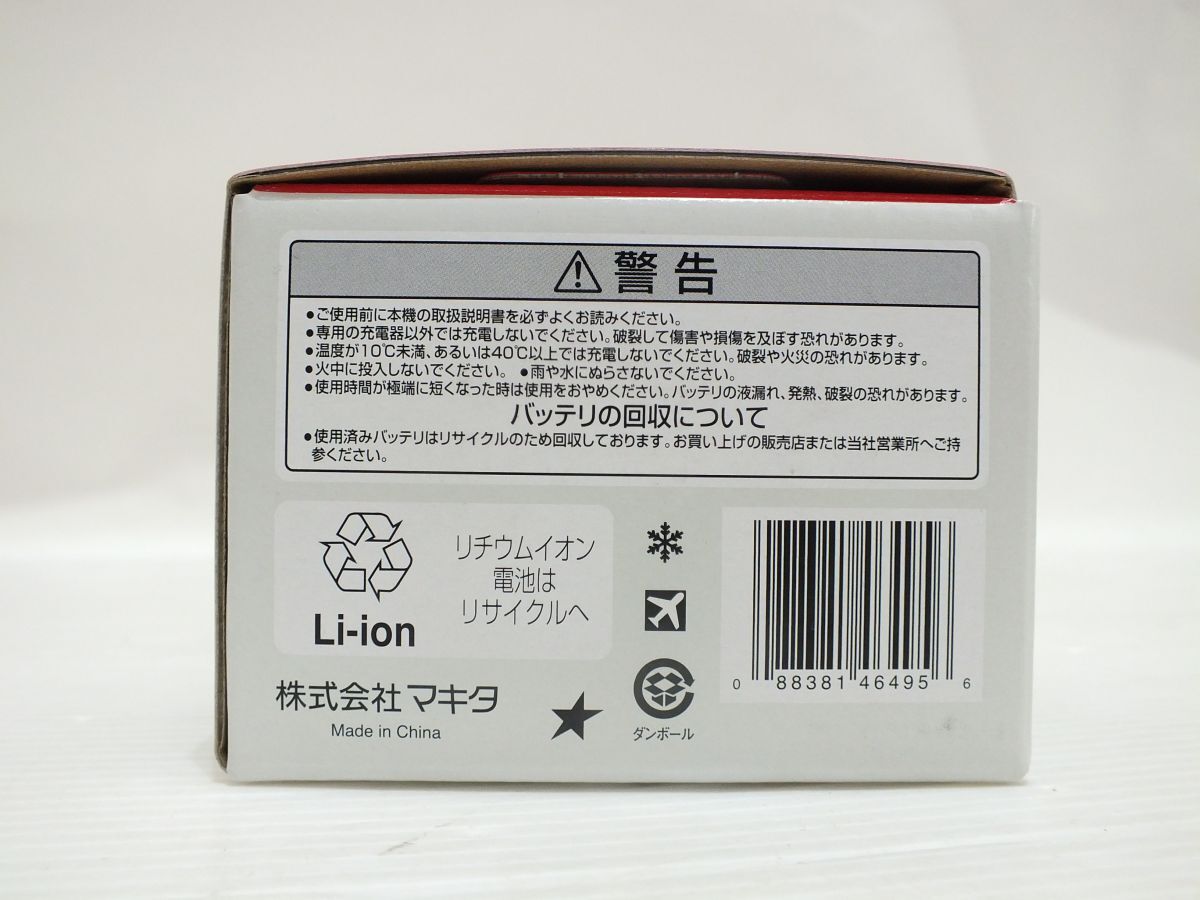 警告
●ご使用前に本機の取扱説明書を必ずよくお読みください。
●専用の充電器以外では充電しないでください。破裂して傷害や損傷を及ぼす恐れがあります。
●温度が10℃未満、あるいは40℃以上では充電しないでください。破裂や火災の恐れがあります。
●火中に投入しないでください。 ●雨や水にぬらさないでください。
●使用時間が極端に短くなった時は使用をおやめください。バッテリの液漏れ、発熱、破裂の恐れがあります。
バッテリの回収について
●使用済みバッテリはリサイクルのため回収しております。お買い上げの販売店または当社営業所へご持
参ください。
リチウムイオン
電池は
リサイクルへ
Li-ion
株式会社マキタ
Made in China
ダンボール
0 88381 46495 6